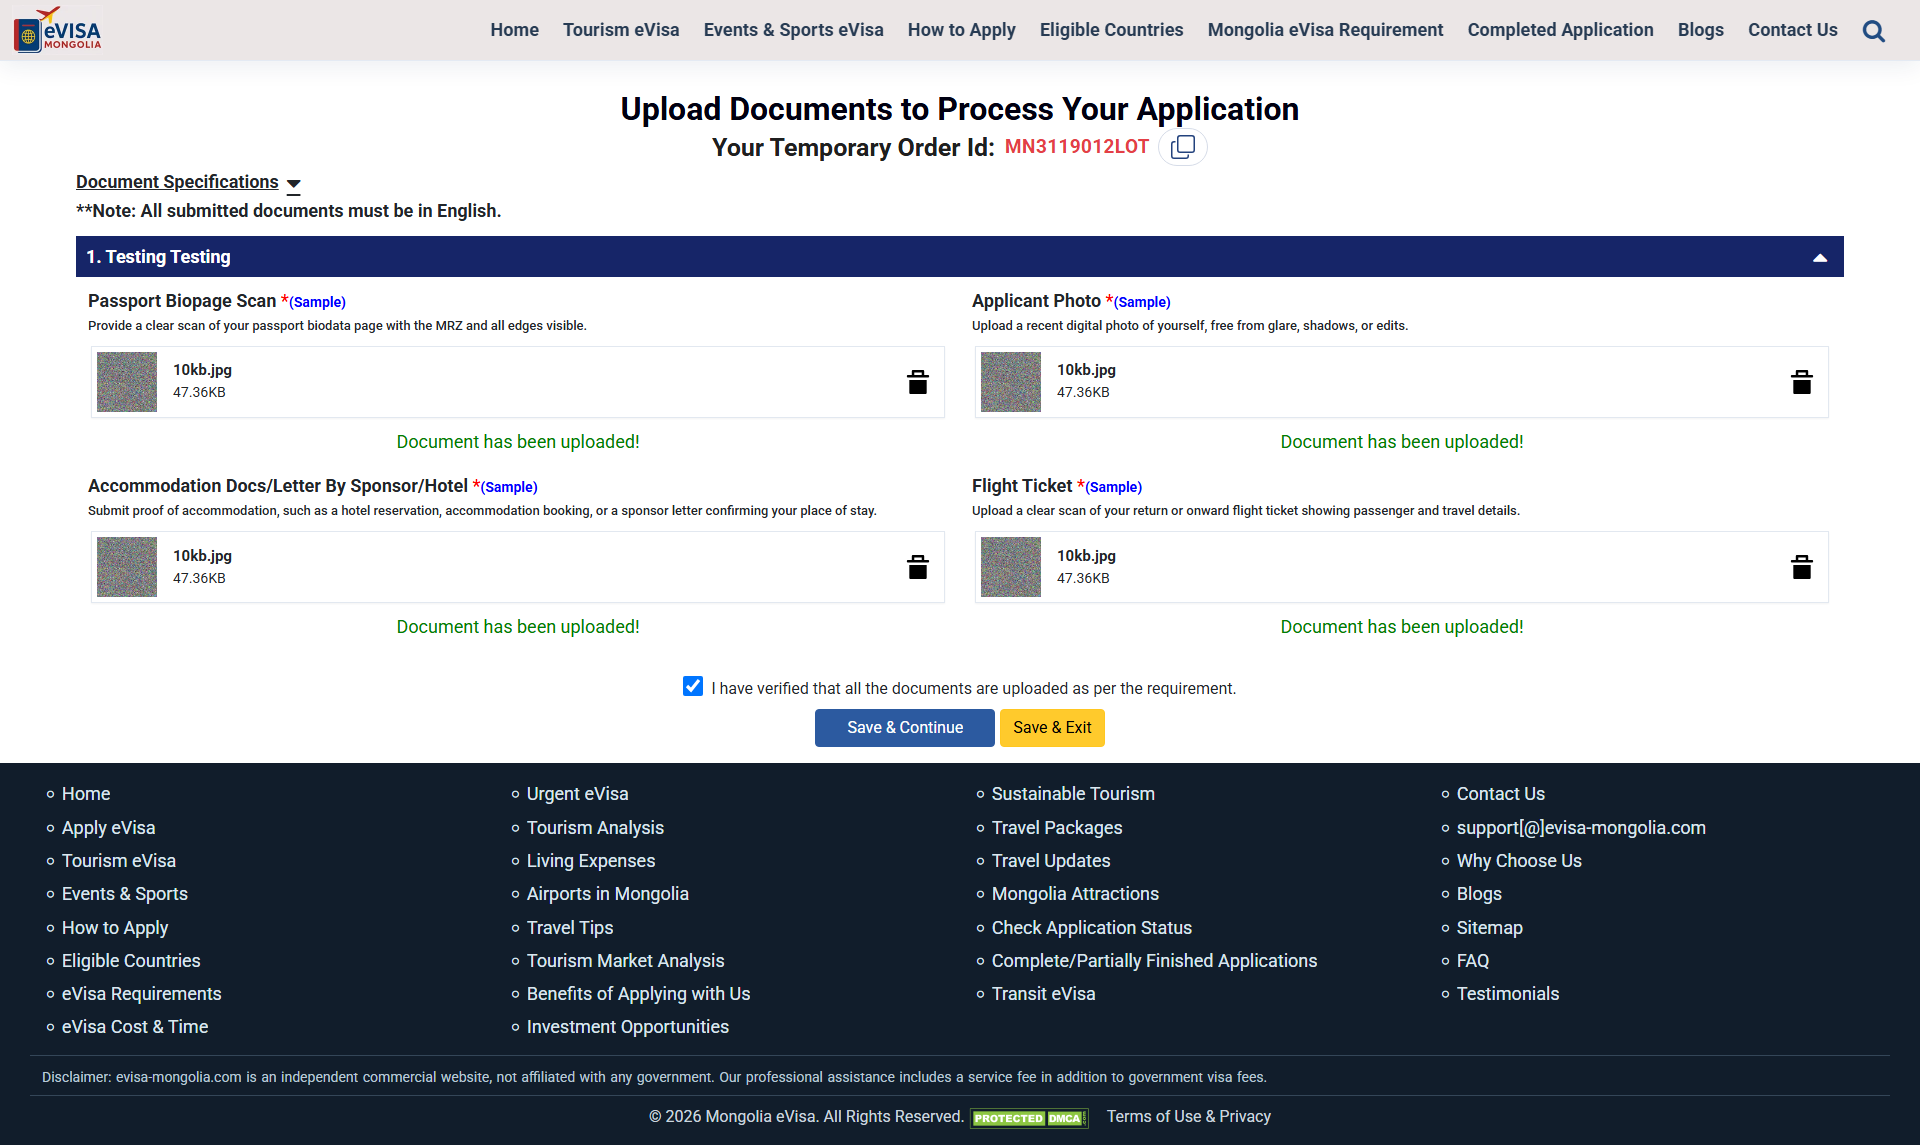 eVISA
MONGOLIA
Home
Tourism eVisa
Events & Sports eVisa
How to Apply
Eligible Countries
Mongolia eVisa Requirement
Completed Application
Blogs
Contact Us
Upload Documents to Process Your Application
Your Temporary Order Id: MN3119012LOT
Document Specifications
**Note: All submitted documents must be in English.
1. Testing Testing
Passport Biopage Scan *(Sample)
Provide a clear scan of your passport biodata page with the MRZ and all edges visible.
10kb.jpg
47.36KB
Document has been uploaded!
Applicant Photo *(Sample)
Upload a recent digital photo of yourself, free from glare, shadows, or edits.
10kb.jpg
47.36KB
Document has been uploaded!
Accommodation Docs/Letter By Sponsor/Hotel *(Sample)
Submit proof of accommodation, such as a hotel reservation, accommodation booking, or a sponsor letter confirming your place of stay.
10kb.jpg
47.36KB
Document has been uploaded!
Flight Ticket *(Sample)
Upload a clear scan of your return or onward flight ticket showing passenger and travel details.
10kb.jpg
47.36KB
Document has been uploaded!
I have verified that all the documents are uploaded as per the requirement.
Save & Continue
Save & Exit
Home
Apply eVisa
Tourism eVisa
Events & Sports
How to Apply
Eligible Countries
eVisa Requirements
eVisa Cost & Time
Urgent eVisa
Tourism Analysis
Living Expenses
Airports in Mongolia
Travel Tips
Tourism Market Analysis
Benefits of Applying with Us
Investment Opportunities
Sustainable Tourism
Travel Packages
Travel Updates
Mongolia Attractions
Check Application Status
Complete/Partially Finished Applications
Transit eVisa
Contact Us
support[@]evisa-mongolia.com
Why Choose Us
Blogs
Sitemap
FAQ
Testimonials
Disclaimer: evisa-mongolia.com is an independent commercial website, not affiliated with any government. Our professional assistance includes a service fee in addition to government visa fees.
© 2026 Mongolia eVisa. All Rights Reserved. PROTECTED DMCA .com Terms of Use & Privacy